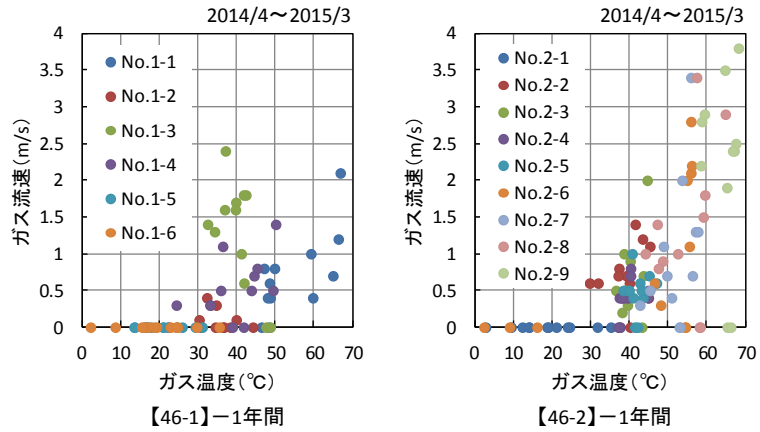 2014/4～2015/3
4
3.5
3
2.5
2
1.5
1
0.5
0
ガス流速(m/s)
No.1-1
No.1-2
No.1-3
No.1-4
No.1-5
No.1-6
0 10 20 30 40 50 60 70
ガス温度(℃)
【46-1】－1年間
2014/4～2015/3
4
3.5
3
2.5
2
1.5
1
0.5
0
ガス流速(m/s)
No.2-1
No.2-2
No.2-3
No.2-4
No.2-5
No.2-6
No.2-7
No.2-8
No.2-9
0 10 20 30 40 50 60 70
ガス温度(℃)
【46-2】－1年間